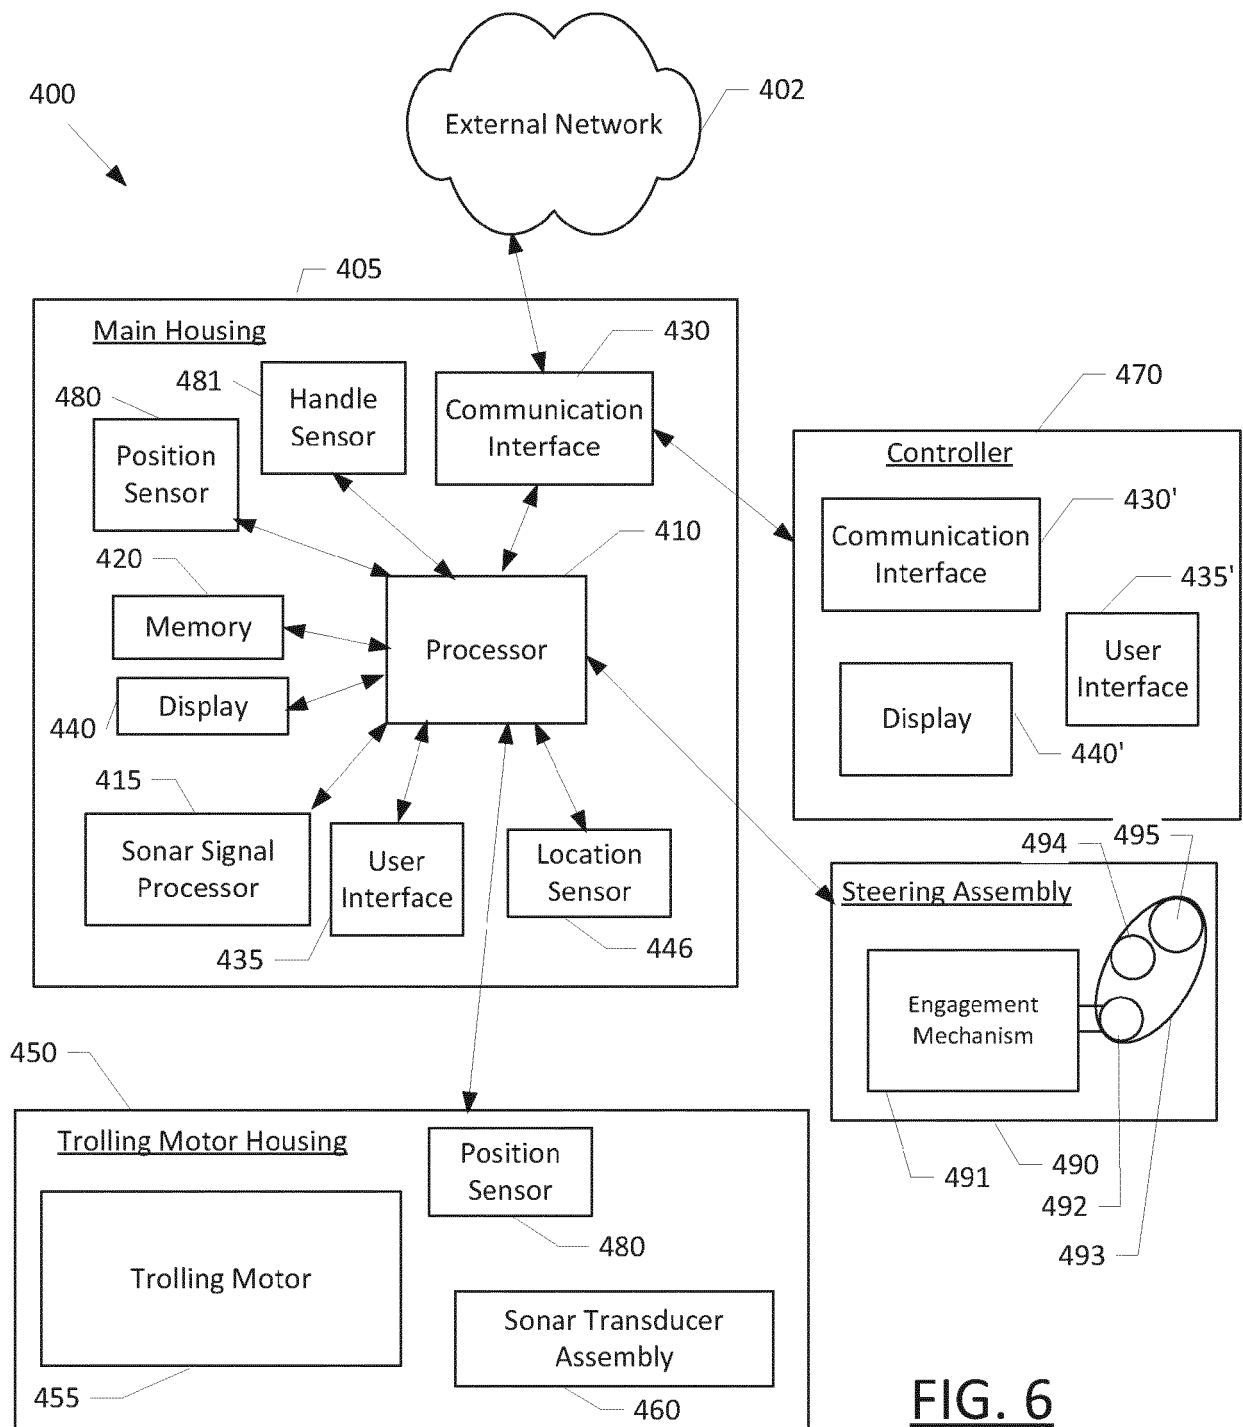 400
External Network
402
405
Main Housing
430
481
480
Handle
Sensor
Communication
Interface
Position
Sensor
470
Controller
430'
Communication
Interface
435'
User
Interface
Display
440'
410
420
Memory
Processor
Display
440
415
Sonar Signal
Processor
User
Interface
Location
Sensor
435
446
494
495
Steering Assembly
Engagement
Mechanism
491
490
492
493
450
Trolling Motor Housing
Position
Sensor
480
Trolling Motor
Sonar Transducer
Assembly
455
460
FIG. 6